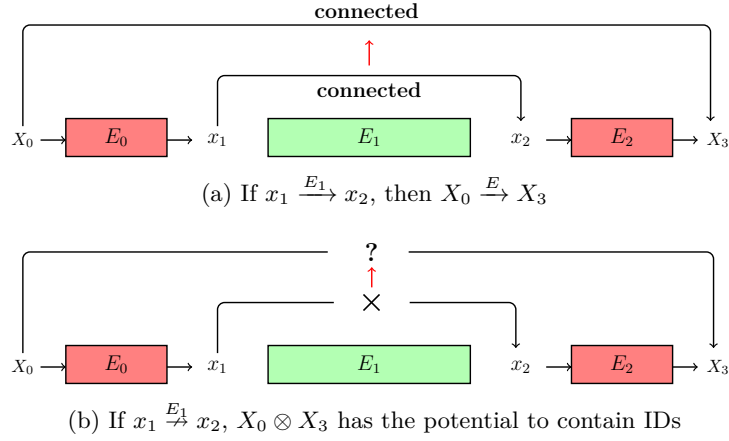 connected
connected
X₀ E₀ x₁ E₁ x₂ E₂ X₃
(a) If x₁ —E₁→ x₂, then X₀ —E→ X₃
?
×
X₀ E₀ x₁ E₁ x₂ E₂ X₃
(b) If x₁ E₁↛ x₂, X₀ ⊗ X₃ has the potential to contain IDs